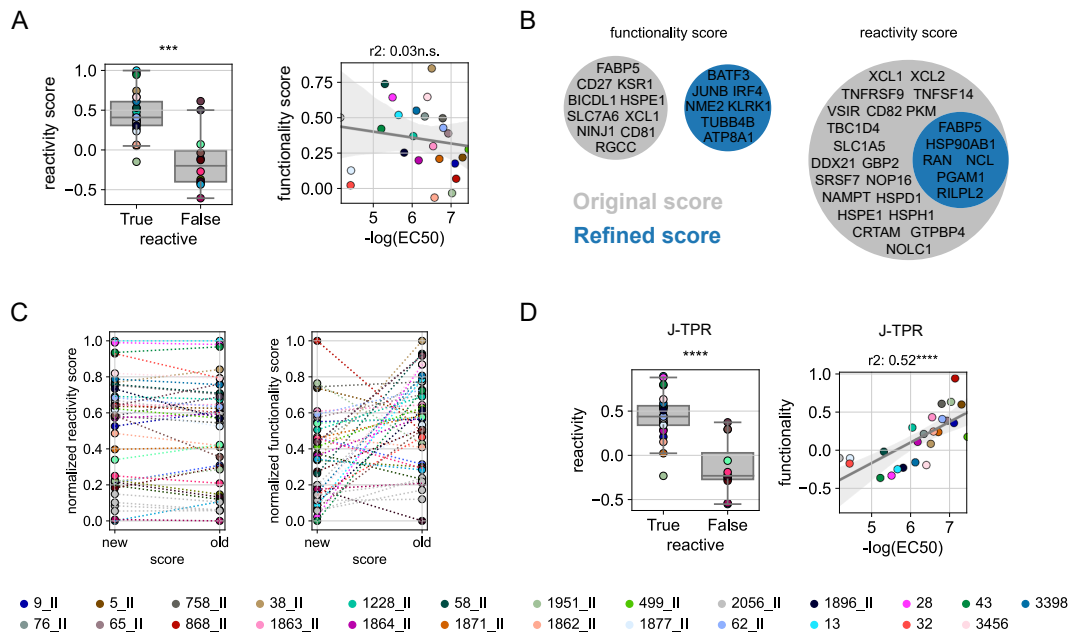 A
***
reactivity score
1.0
0.5
0.0
−0.5
True
False
reactive
r2: 0.03n.s.
functionality score
0.75
0.50
0.25
0.00
5
6
7
-log(EC50)
B
functionality score
FABP5
CD27 KSR1
BICDL1 HSPE1
SLC7A6 XCL1
NINJ1 CD81
RGCC
BATF3
JUNB IRF4
NME2 KLRK1
TUBB4B
ATP8A1
Original score
Refined score
reactivity score
XCL1 XCL2
TNFRSF9 TNFSF14
VSIR CD82 PKM
TBC1D4
SLC1A5
DDX21 GBP2
SRSF7 NOP16
NAMPT HSPD1
HSPE1 HSPH1
CRTAM GTPBP4
NOLC1
FABP5
HSP90AB1
RAN NCL
PGAM1
RILPL2
C
normalized reactivity score
1.0
0.8
0.6
0.4
0.2
0.0
new
old
score
normalized functionality score
1.0
0.8
0.6
0.4
0.2
0.0
new
old
score
D
J-TPR
****
reactivity
0.5
0.0
−0.5
True
False
reactive
J-TPR
r2: 0.52****
functionality
1.0
0.5
0.0
−0.5
5
6
7
-log(EC50)
9_II 5_II 758_II 38_II 1228_II 58_II 1951_II 499_II 2056_II 1896_II 28 43 3398
76_II 65_II 868_II 1863_II 1864_II 1871_II 1862_II 1877_II 62_II 13 32 3456